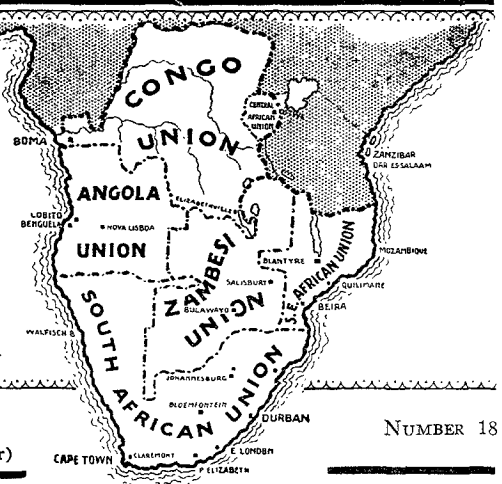 CONGO
UNION
CENTRAL
AFRICAN
UNION
BOMA
ZANZIBAR
DAR ES SALAAM
ANGOLA
UNION
ELIZABETHVILLE
LOBITO
BENGUELA
NOVA LISBOA
ZAMBESI
UNION
BLANTYRE
S.E. AFRICAN UNION
MOZAMBIQUE
SALISBURY
QUILIMANE
BULAWAYO
BEIRA
WALFISCH B
SOUTH AFRICAN UNION
JOHANNESBURG
BLOEMFONTEIN
DURBAN
NUMBER 18
CAPE TOWN
CLAREMONT
E LONDON
P ELIZABETH
r)